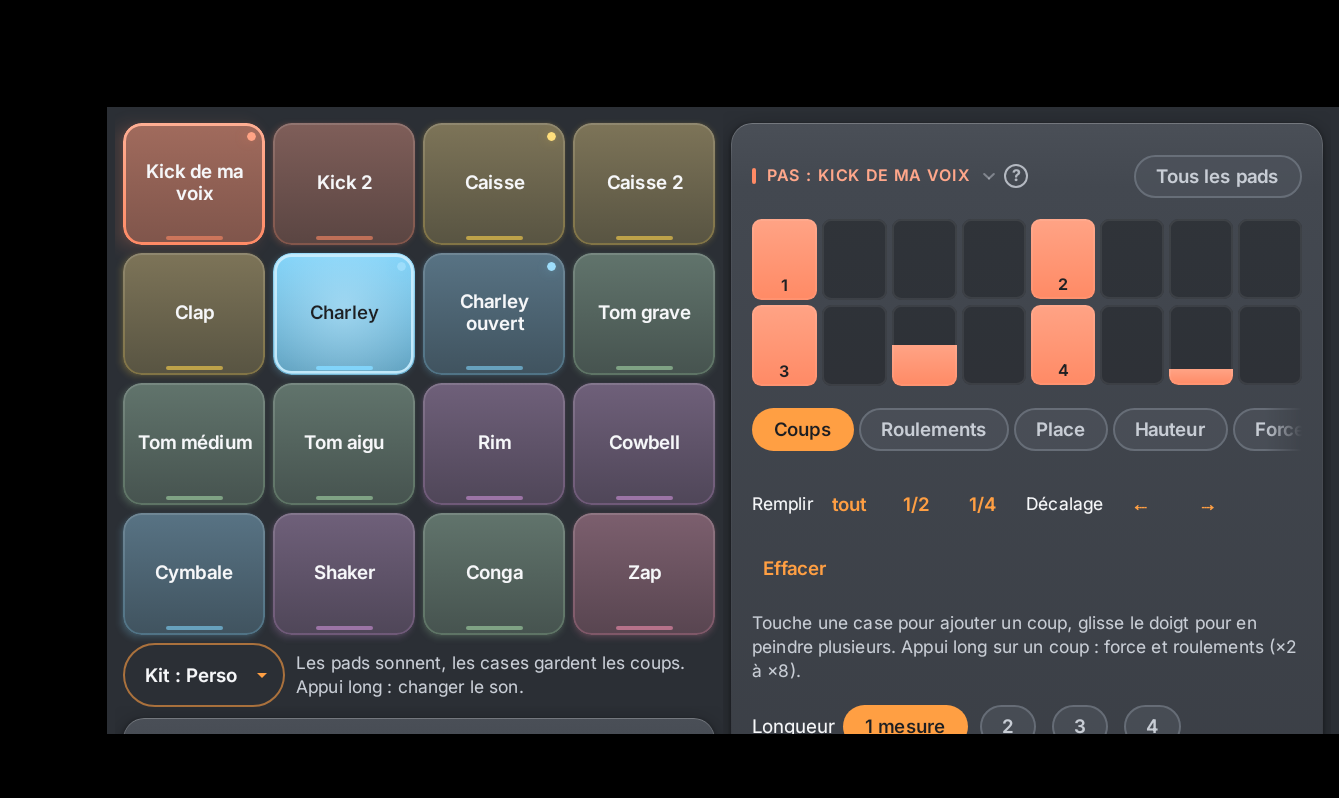 Kick de ma
voix
Kick 2
Caisse
Caisse 2
Clap
Charley
Charley
ouvert
Tom grave
Tom médium
Tom aigu
Rim
Cowbell
Cymbale
Shaker
Conga
Zap
Kit : Perso
Les pads sonnent, les cases gardent les coups.
Appui long : changer le son.
PAS : KICK DE MA VOIX
?
Tous les pads
1
2
3
4
Coups
Roulements
Place
Hauteur
Force
Remplir
tout
1/2
1/4
Décalage
←
→
Effacer
Touche une case pour ajouter un coup, glisse le doigt pour en
peindre plusieurs. Appui long sur un coup : force et roulements (×2
à ×8).
Longueur
1 mesure
2
3
4